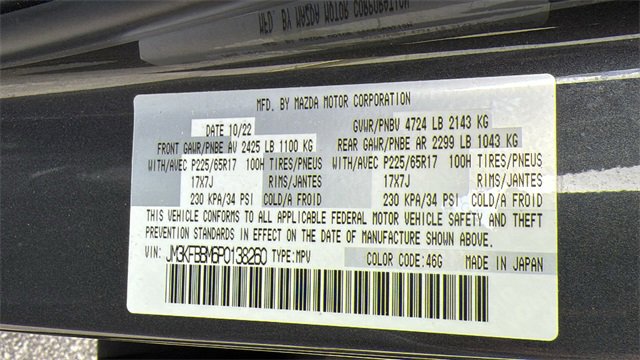 MFD. BY MAZDA MOTOR CORPORATION
DATE 10/22 GVWR/PNBV 4724 LB 2143 KG
FRONT GAWR/PNBE AV 2425 LB 1100 KG REAR GAWR/PNBE AR 2299 LB 1043 KG
WITH/AVEC P225/65R17 100H TIRES/PNEUS WITH/AVEC P225/65R17 100H TIRES/PNEUS
17X7J RIMS/JANTES 17X7J RIMS/JANTES
230 KPA/34 PSI COLD/A FROID 230 KPA/34 PSI COLD/A FROID
THIS VEHICLE CONFORMS TO ALL APPLICABLE FEDERAL MOTOR VEHICLE SAFETY AND THEFT
PREVENTION STANDARDS IN EFFECT ON THE DATE OF MANUFACTURE SHOWN ABOVE.
VIN: JM3KFBBM6P0138260 TYPE:MPV COLOR CODE:46G MADE IN JAPAN